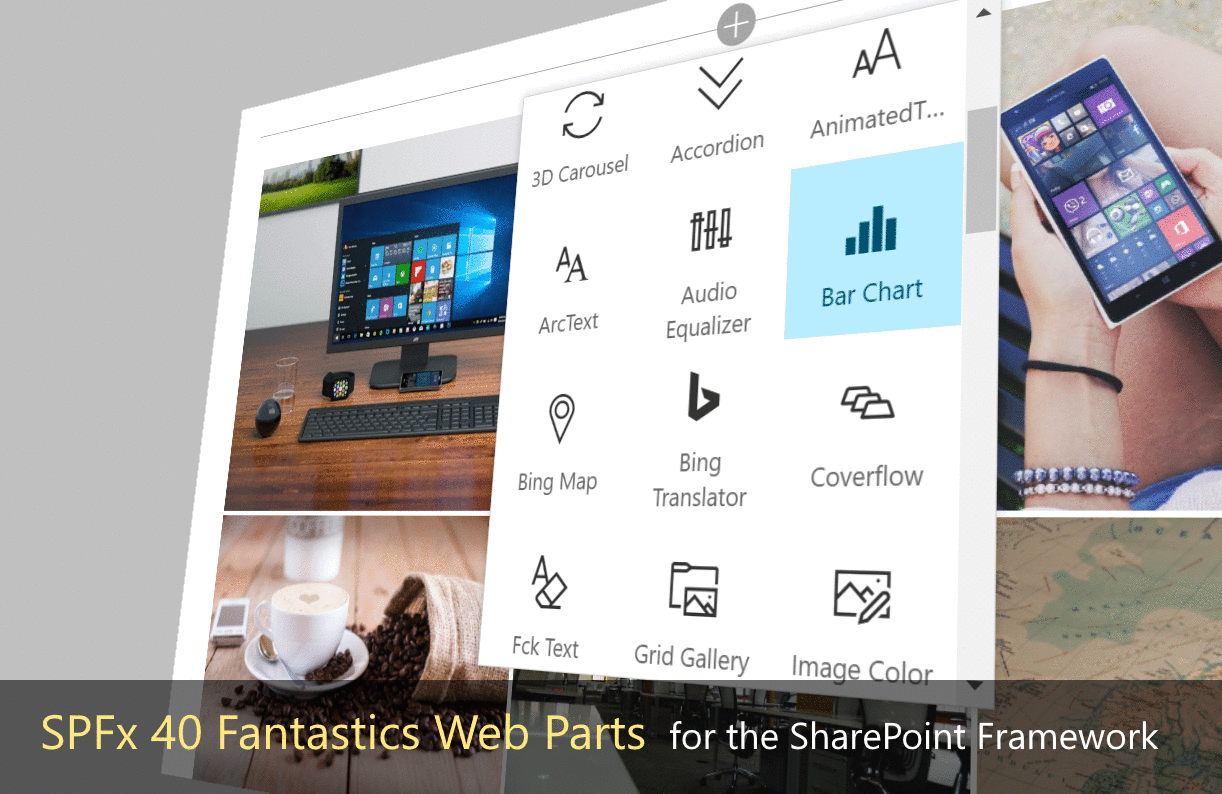 3D Carousel
Accordion
AnimatedT...
ArcText
Audio
Equalizer
Bar Chart
Bing Map
Bing
Translator
Coverflow
Fck Text
Grid Gallery
Image Color
SPFx 40 Fantastics Web Parts for the SharePoint Framework